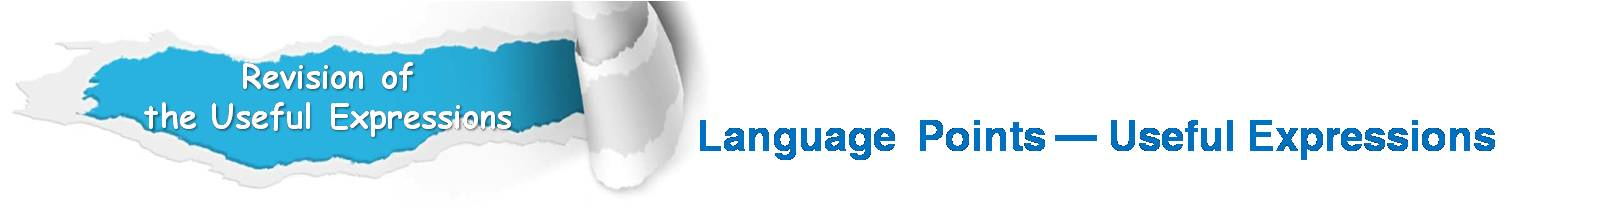 Revision of
the Useful Expressions
Language Points — Useful Expressions